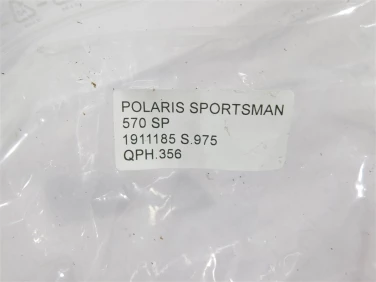 POLARIS SPORTSMAN
570 SP
1911185 S.975
QPH.356